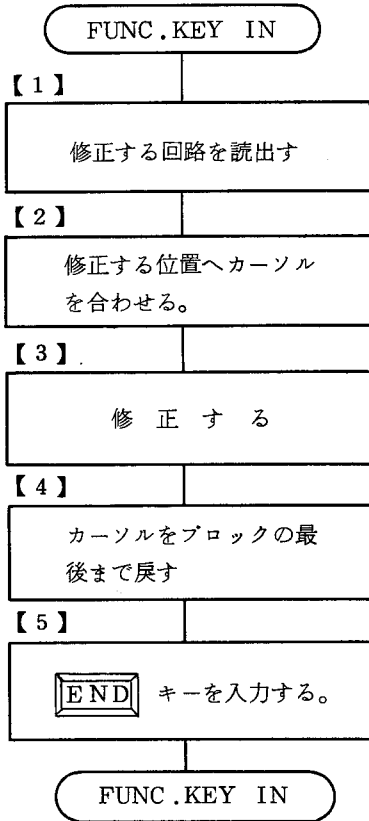 FUNC.KEY IN
【1】
修正する回路を読出す
【2】
修正する位置へカーソル
を合わせる。
【3】
修正する
【4】
カーソルをブロックの最
後まで戻す
【5】
END キーを入力する。
FUNC.KEY IN